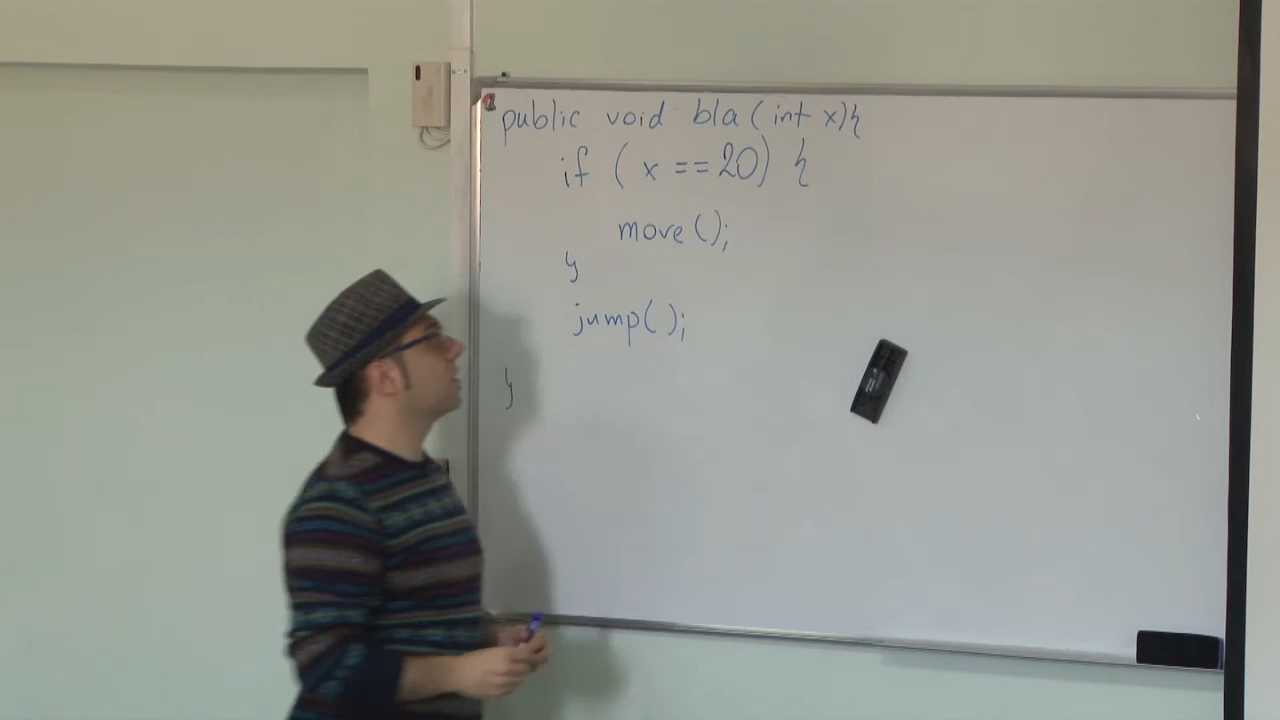 public void bla (int x){
if ( x == 20) {
move ();
}
jump( );
}